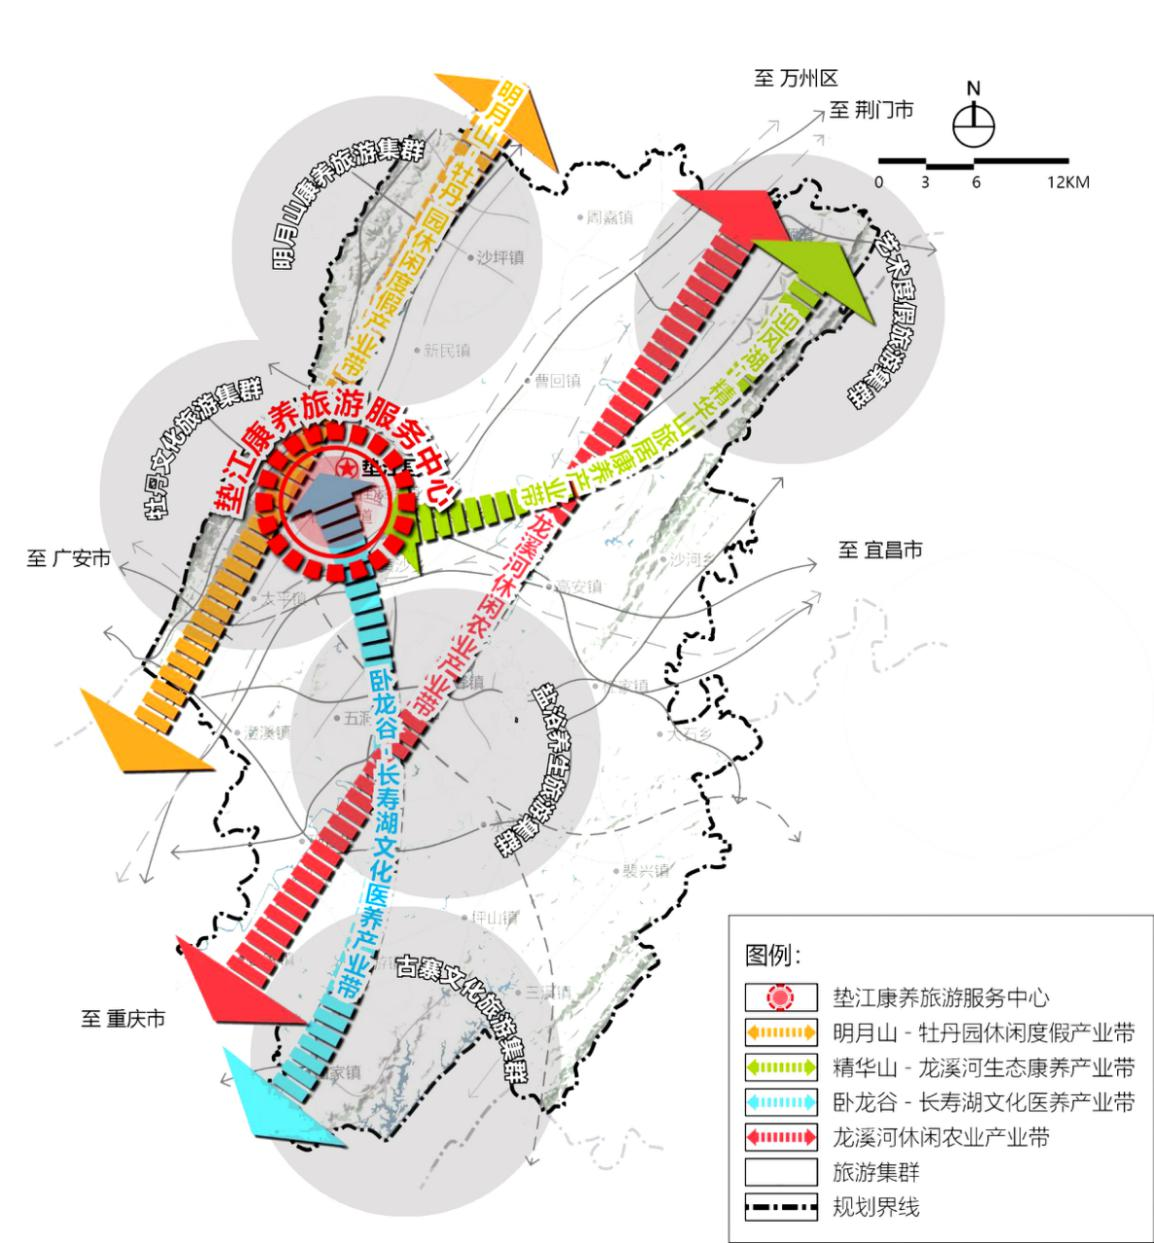 至 万州区
至 荆门市
N
0 3 6 12KM
明月山 - 牡丹园休闲度假产业带
明月山康养旅游集群
周嘉镇
沙坪镇
艺术度假旅游集群
迎风湖 - 精华山旅居康养产业带
新民镇
曹回镇
牡丹文化旅游集群
垫江康养旅游服务中心
至 广安市
至 宜昌市
龙溪河休闲农业产业带
沙河乡
高安镇
太平镇
卧龙谷 - 长寿湖文化医养产业带
盐浴养生旅游集群
大石乡
裴兴镇
坪山镇
古寨文化旅游集群
至 重庆市
图例：
垫江康养旅游服务中心
明月山 - 牡丹园休闲度假产业带
精华山 - 龙溪河生态康养产业带
卧龙谷 - 长寿湖文化医养产业带
龙溪河休闲农业产业带
旅游集群
规划界线